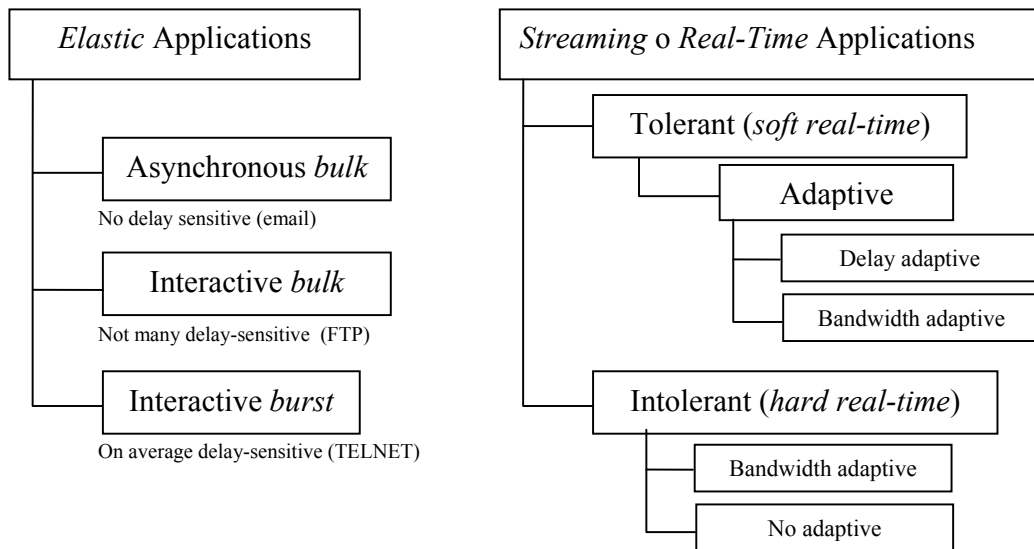 Elastic Applications
Asynchronous bulk
No delay sensitive (email)
Interactive bulk
Not many delay-sensitive (FTP)
Interactive burst
On average delay-sensitive (TELNET)
Streaming o Real-Time Applications
Tolerant (soft real-time)
Adaptive
Delay adaptive
Bandwidth adaptive
Intolerant (hard real-time)
Bandwidth adaptive
No adaptive